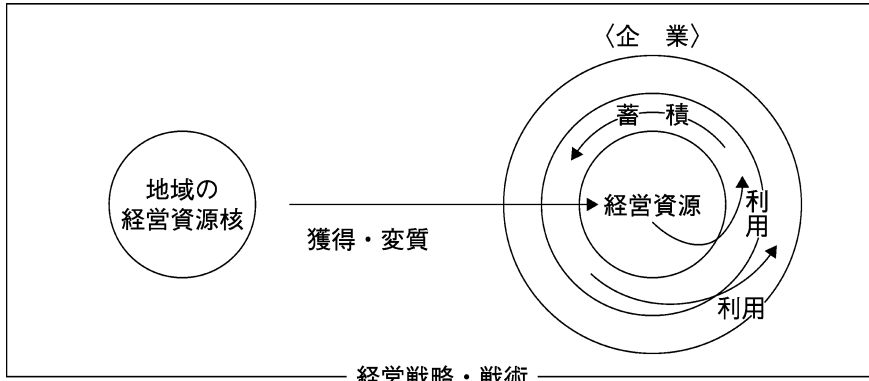 〈企　業〉
蓄　積
地域の
経営資源核
経営資源
利用
獲得・変質
利用
経営戦略・戦術